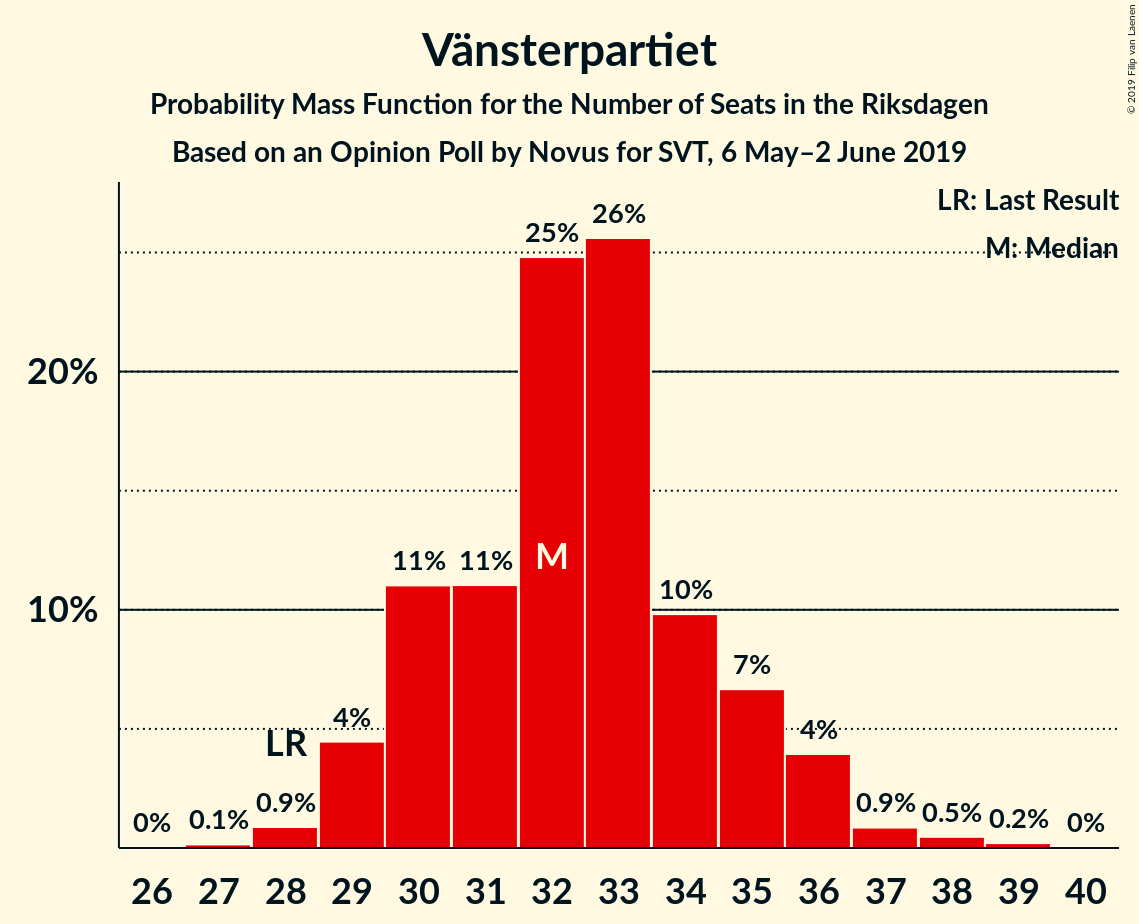 Vänsterpartiet
Probability Mass Function for the Number of Seats in the Riksdagen
Based on an Opinion Poll by Novus for SVT, 6 May–2 June 2019
© 2019 Filip van Laenen
LR: Last Result
M: Median
20%
10%
0% 0.1% 0.9% 4% 11% 11% 25% 26% 10% 7% 4% 0.9% 0.5% 0.2% 0%
LR
M
26 27 28 29 30 31 32 33 34 35 36 37 38 39 40